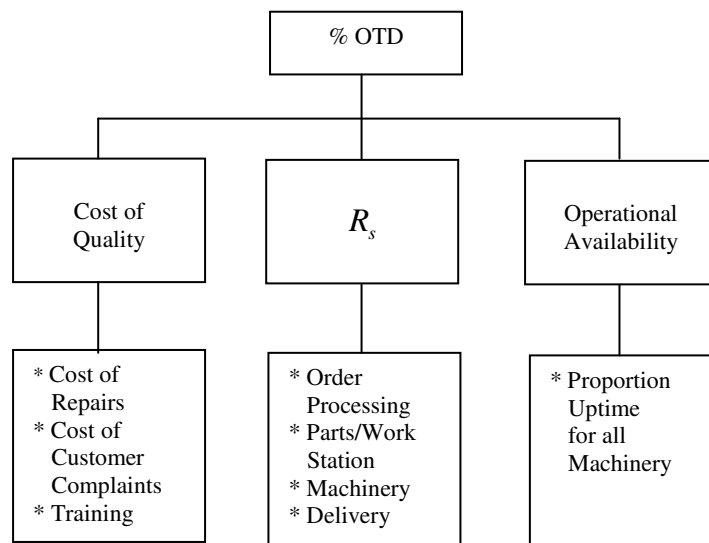 % OTD
Cost of
Quality
Rₛ
Operational
Availability
* Cost of
Repairs
* Cost of
Customer
Complaints
* Training
* Order
Processing
* Parts/Work
Station
* Machinery
* Delivery
* Proportion
Uptime
for all
Machinery